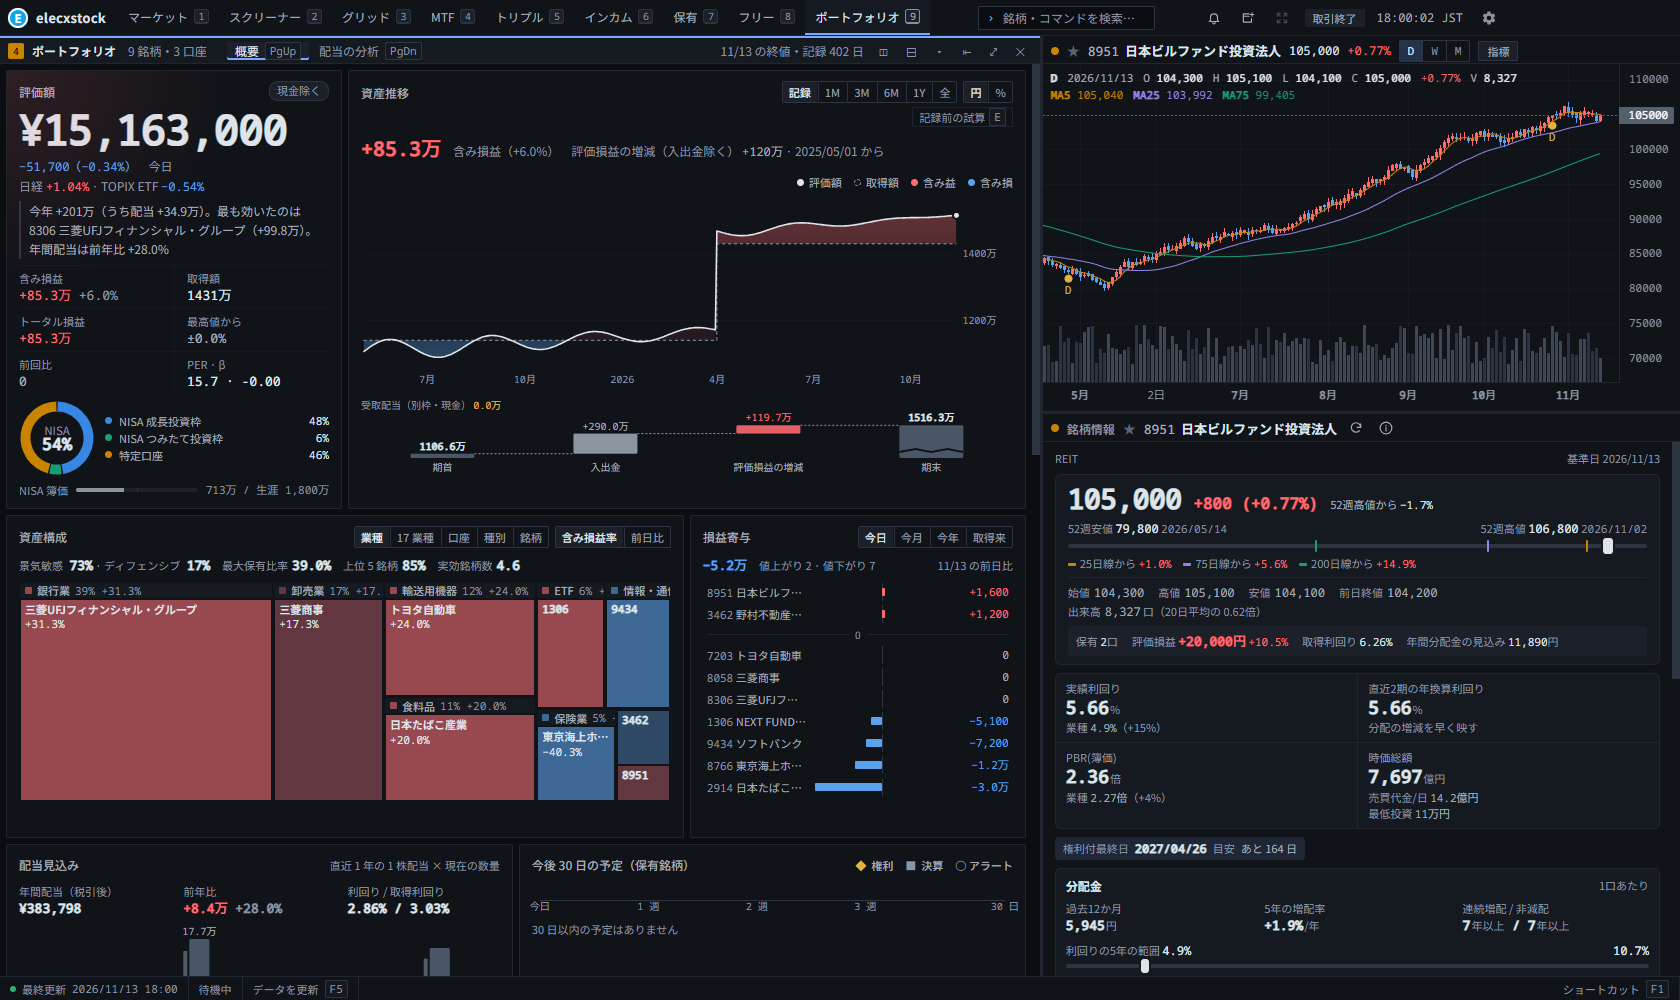 elecxstock マーケット 1 スクリーナー 2 グリッド 3 MTF 4 トリプル 5 インカム 6 保有 7 フリー 8 ポートフォリオ 9 › 銘柄・コマンドを検索… 取引終了 18:00:02 JST
4 ポートフォリオ 9 銘柄・3 口座 概要 PgUp 配当の分析 PgDn 11/13 の終値・記録 402 日
評価額 現金除く
¥15,163,000
−51,700 (−0.34%) 今日
日経 +1.04%・TOPIX ETF −0.54%
今年 +201万（うち配当 +34.9万）。最も効いたのは
8306 三菱UFJフィナンシャル・グループ（+99.8万）。
年間配当は前年比 +28.0%
含み損益 取得額
+85.3万 +6.0% 1431万
トータル損益 最高値から
+85.3万 ±0.0%
前回比 PER・β
0 15.7 · -0.00
NISA
54%
NISA 成長投資枠 48%
NISA つみたて投資枠 6%
特定口座 46%
NISA 簿価 713万 / 生涯 1,800万
資産推移 記録 1M 3M 6M 1Y 全 円 %
記録前の試算 E
+85.3万 含み損益（+6.0%） 評価損益の増減（入出金除く） +120万・2025/05/01 から
評価額 取得額 含み益 含み損
1400万
1200万
7月 10月 2026 4月 7月 10月
受取配当（別枠・現金） 0.0万
1106.6万 +290.0万 +119.7万 1516.3万
期首 入出金 評価損益の増減 期末
資産構成 業種 17 業種 口座 種別 銘柄 含み損益率 前日比
景気敏感 73%・ディフェンシブ 17% 最大保有比率 39.0% 上位 5 銘柄 85% 実効銘柄数 4.6
銀行業 39% +31.3% 卸売業 17% +17. 輸送用機器 12% +24.0% ETF 6% + 情報・通
三菱UFJフィナンシャル・グループ
+31.3%
三菱商事
+17.3%
トヨタ自動車
+24.0%
1306 9434
食料品 11% +20.0%
日本たばこ産業
+20.0%
保険業 5%
東京海上ホ…
−40.3%
3462
8951
損益寄与 今日 今月 今年 取得来
−5.2万 値上がり 2・値下がり 7 11/13 の前日比
8951 日本ビルフ… +1,600
3462 野村不動産… +1,200
0
7203 トヨタ自動車 0
8058 三菱商事 0
8306 三菱UFJフ… 0
1306 NEXT FUND… −5,100
9434 ソフトバンク −7,200
8766 東京海上ホ… −1.2万
2914 日本たばこ… −3.0万
配当見込み 直近 1 年の 1 株配当 × 現在の数量
年間配当（税引後） 前年比 利回り / 取得利回り
¥383,798 +8.4万 +28.0% 2.86% / 3.03%
17.7万
今後 30 日の予定（保有銘柄） 権利 決算 アラート
今日 1 週 2 週 3 週 30 日
30 日以内の予定はありません
★ 8951 日本ビルファンド投資法人 105,000 +0.77% D W M 指標
D 2026/11/13 O 104,300 H 105,100 L 104,100 C 105,000 +0.77% V 8,327
MA5 105,040 MA25 103,992 MA75 99,405
110000
105000
100000
95000
90000
85000
80000
75000
70000
D
D
5月 2日 7月 8月 9月 10月 11月
銘柄情報 ★ 8951 日本ビルファンド投資法人
REIT 基準日 2026/11/13
105,000 +800 (+0.77%) 52週高値から −1.7%
52週安値 79,800 2026/05/14 52週高値 106,800 2026/11/02
25日線から +1.0% 75日線から +5.6% 200日線から +14.9%
始値 104,300 高値 105,100 安値 104,100 前日終値 104,200
出来高 8,327 口（20日平均の 0.62倍）
保有 2口 評価損益 +20,000円 +10.5% 取得利回り 6.26% 年間分配金の見込み 11,890円
実績利回り 直近2期の年換算利回り
5.66% 5.66%
業種 4.9%（+15%） 分配の増減を早く映す
PBR(簿価) 時価総額
2.36倍 7,697億円
業種 2.27倍（+4%） 売買代金/日 14.2億円
最低投資 11万円
権利付最終日 2027/04/26 目安 あと 164 日
分配金 1口あたり
過去12か月 5年の増配率 連続増配 / 非減配
5,945円 +1.9%/年 7年以上 / 7年以上
利回りの5年の範囲 4.9% 10.7%
最終更新 2026/11/13 18:00 待機中 データを更新 F5 ショートカット F1